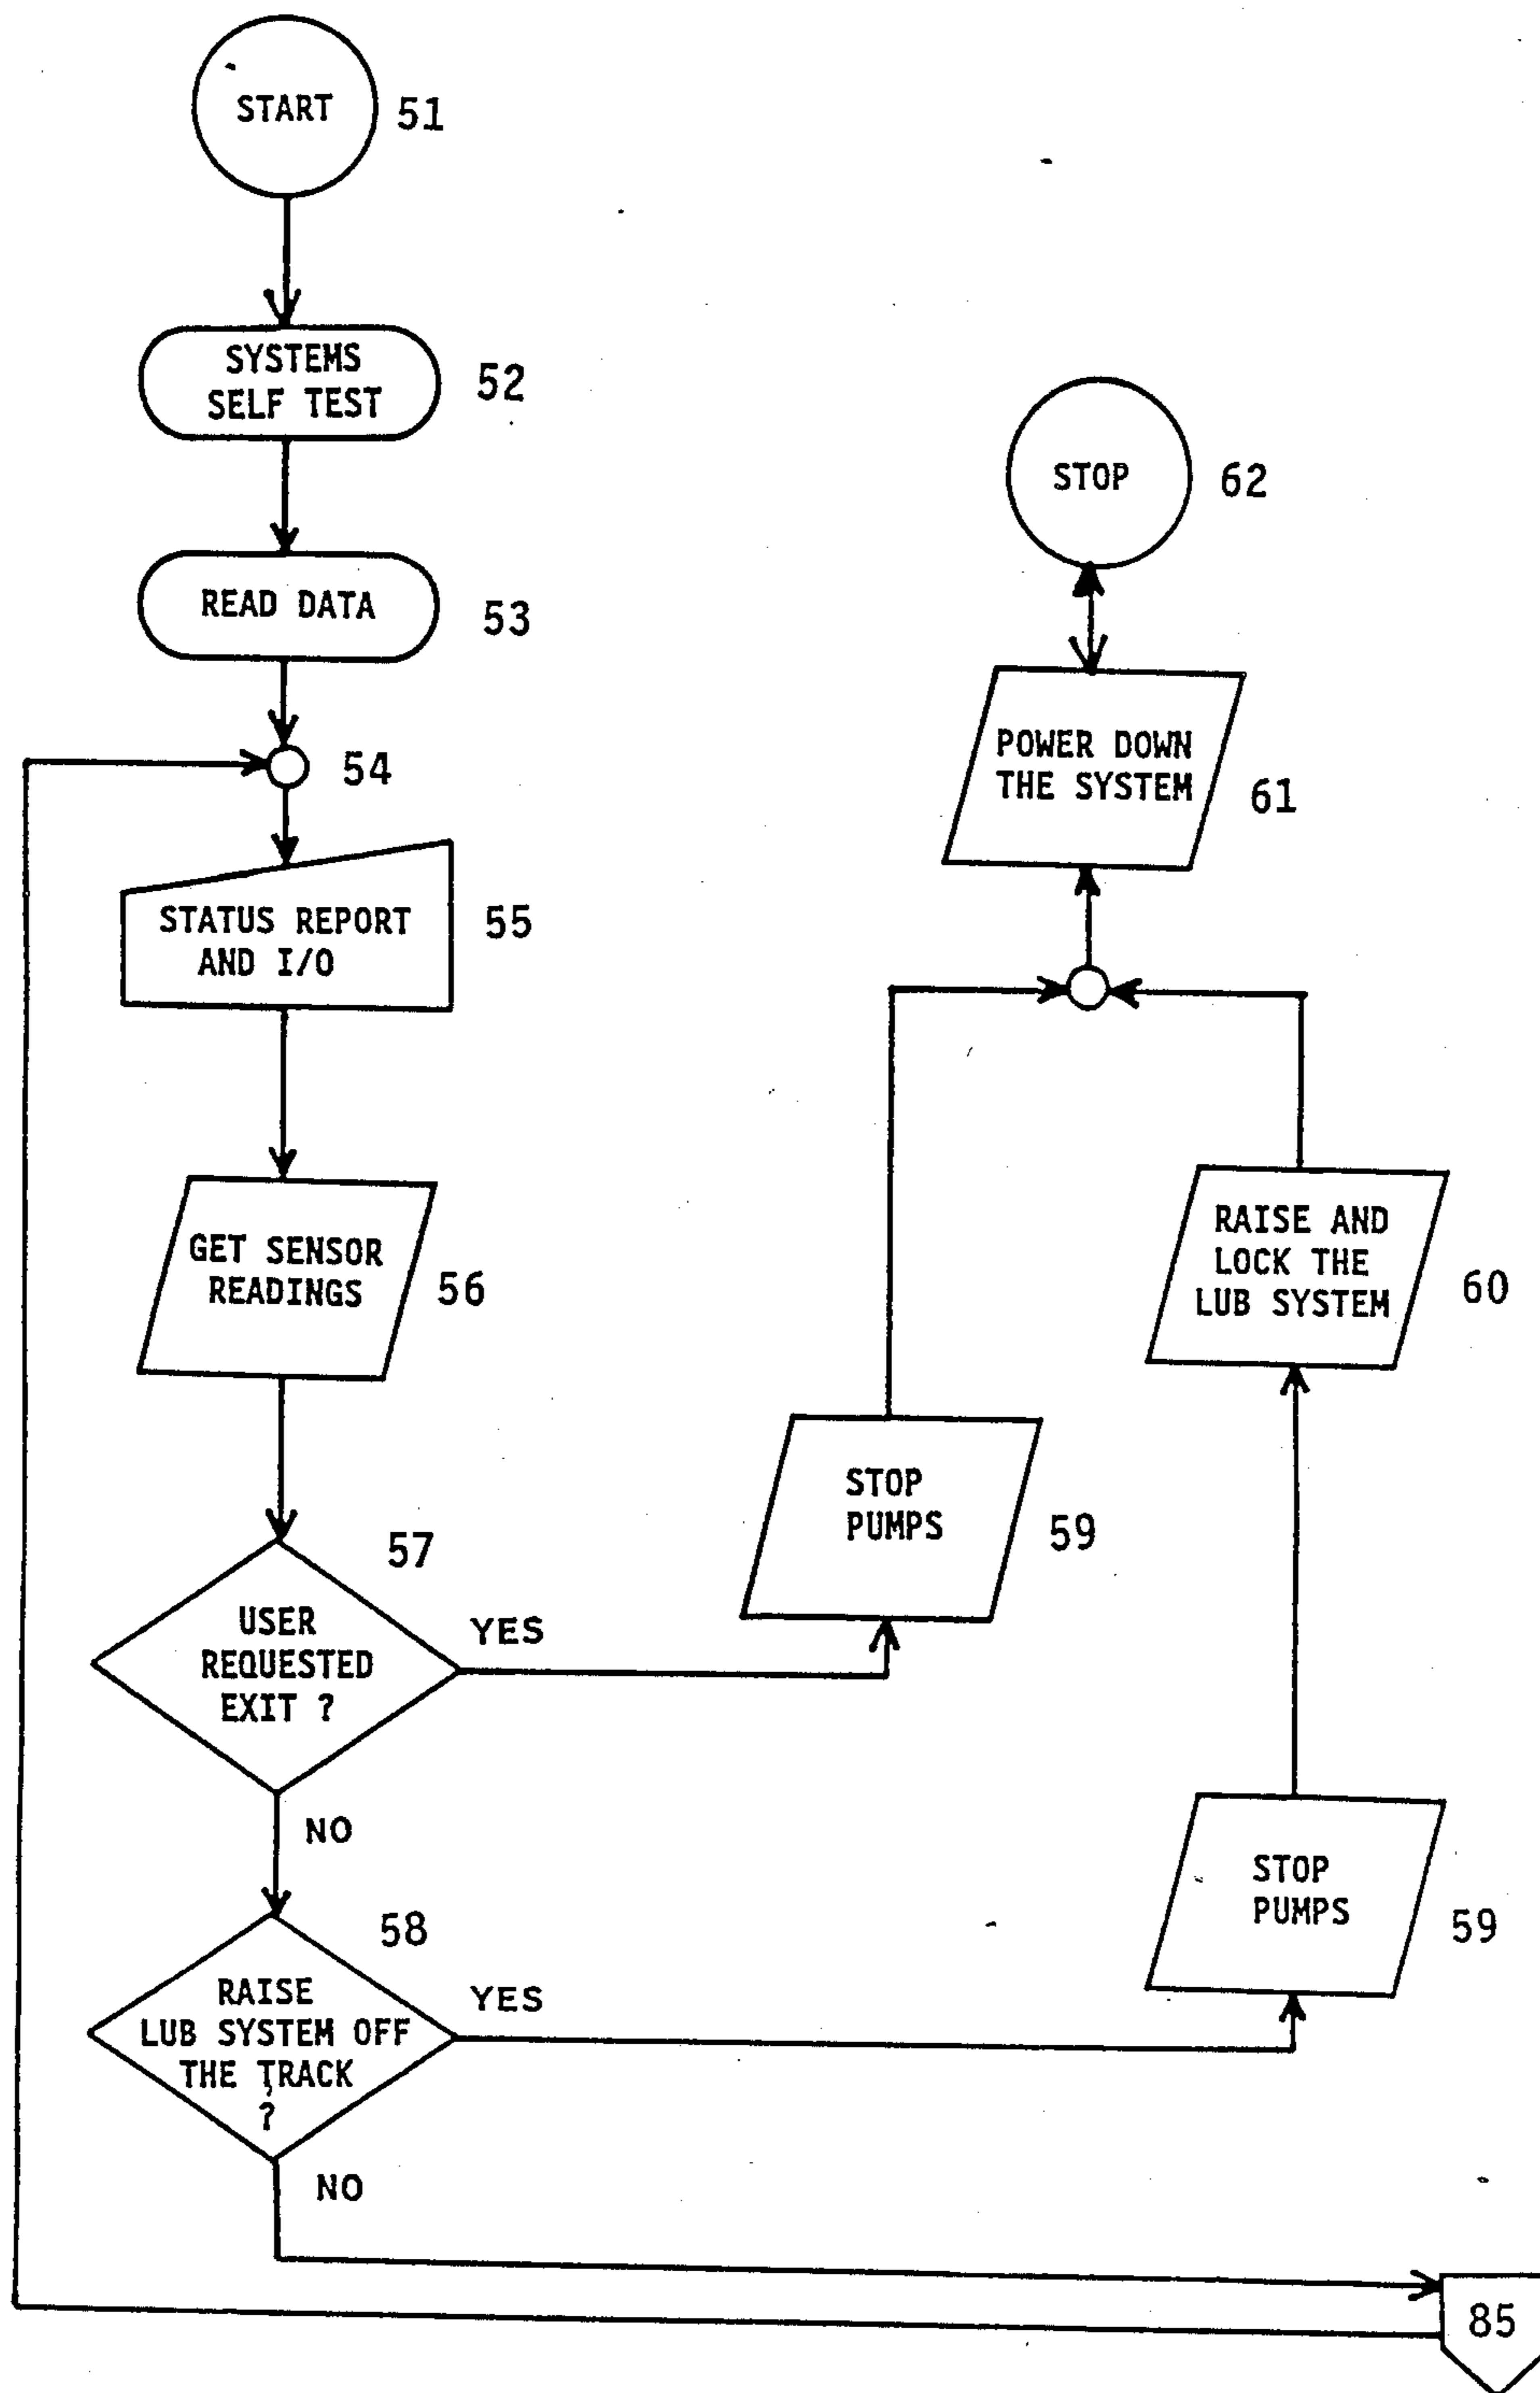 START
51
SYSTEMS
SELF TEST
52
READ DATA
53
54
STATUS REPORT
AND I/O
55
GET SENSOR
READINGS
56
57
USER
REQUESTED
EXIT ?
YES
NO
58
RAISE
LUB SYSTEM OFF
THE TRACK
?
YES
NO
STOP
62
POWER DOWN
THE SYSTEM
61
RAISE AND
LOCK THE
LUB SYSTEM
60
STOP
PUMPS
59
STOP
PUMPS
59
85